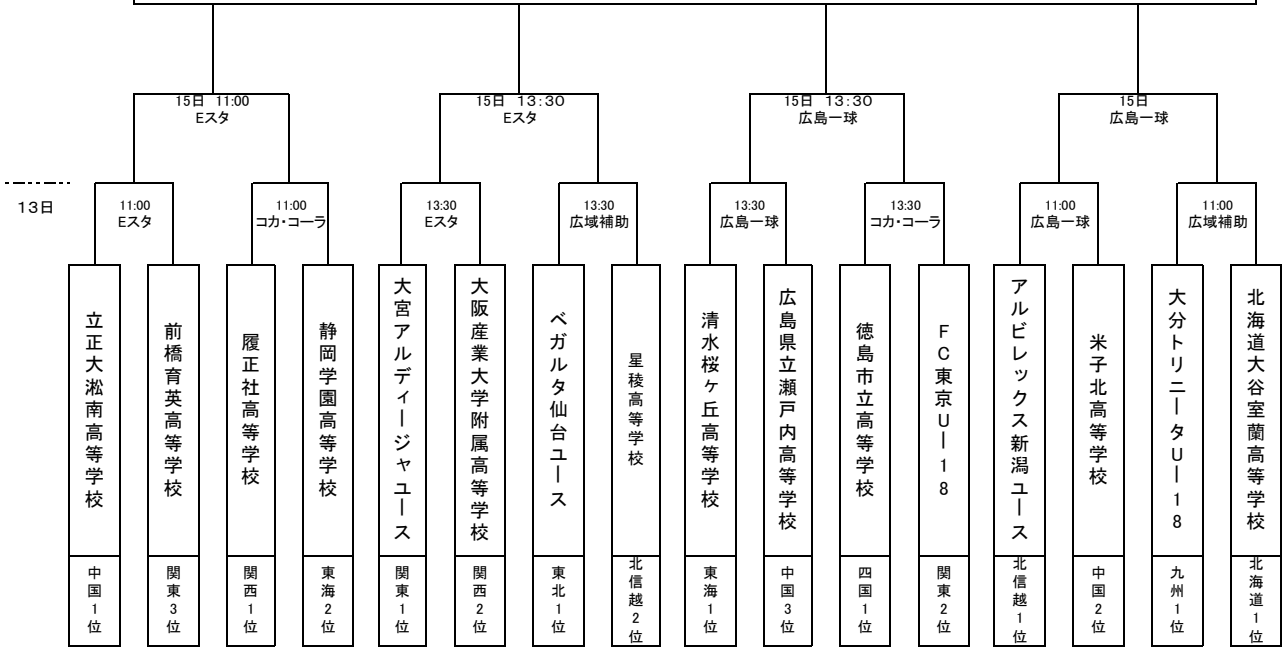 15日 11:00
Eスタ
15日 13:30
Eスタ
15日 13:30
広島一球
15日
広島一球
13日
11:00
Eスタ
11:00
コカ・コーラ
13:30
Eスタ
13:30
広域補助
13:30
広島一球
13:30
コカ・コーラ
11:00
広島一球
11:00
広域補助
立正大淞南高等学校
前橋育英高等学校
履正社高等学校
静岡学園高等学校
大宮アルディージャユース
大阪産業大学附属高等学校
ベガルタ仙台ユース
星稜高等学校
清水桜ヶ丘高等学校
広島県立瀬戸内高等学校
徳島市立高等学校
FC東京Uー18
アルビレックス新潟ユース
米子北高等学校
大分トリニータUー18
北海道大谷室蘭高等学校
中国1位
関東3位
関西1位
東海2位
関東1位
関西2位
東北1位
北信越2位
東海1位
中国3位
四国1位
関東2位
北信越1位
中国2位
九州1位
北海道1位